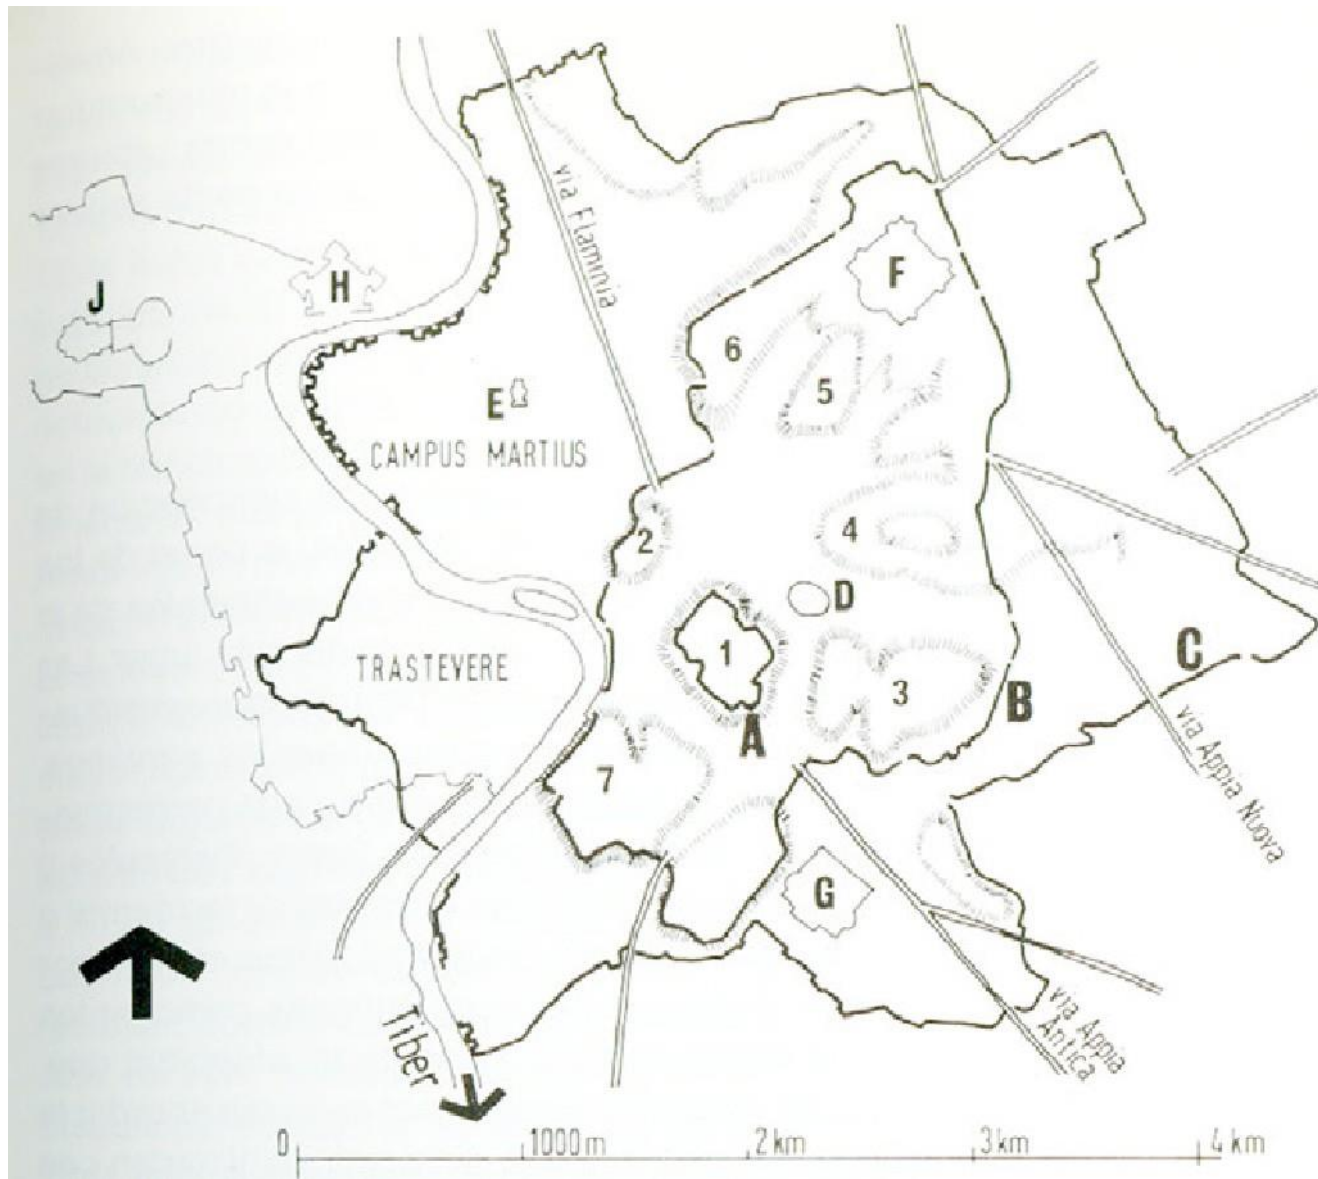 via Flaminia
J
H
F
6
5
E
CAMPUS MARTIUS
2
4
D
1
TRASTEVERE
3
C
B
A
7
via Appia Nuova
G
via Appia
Antica
Tiber
0
1000m
2km
3km
4km